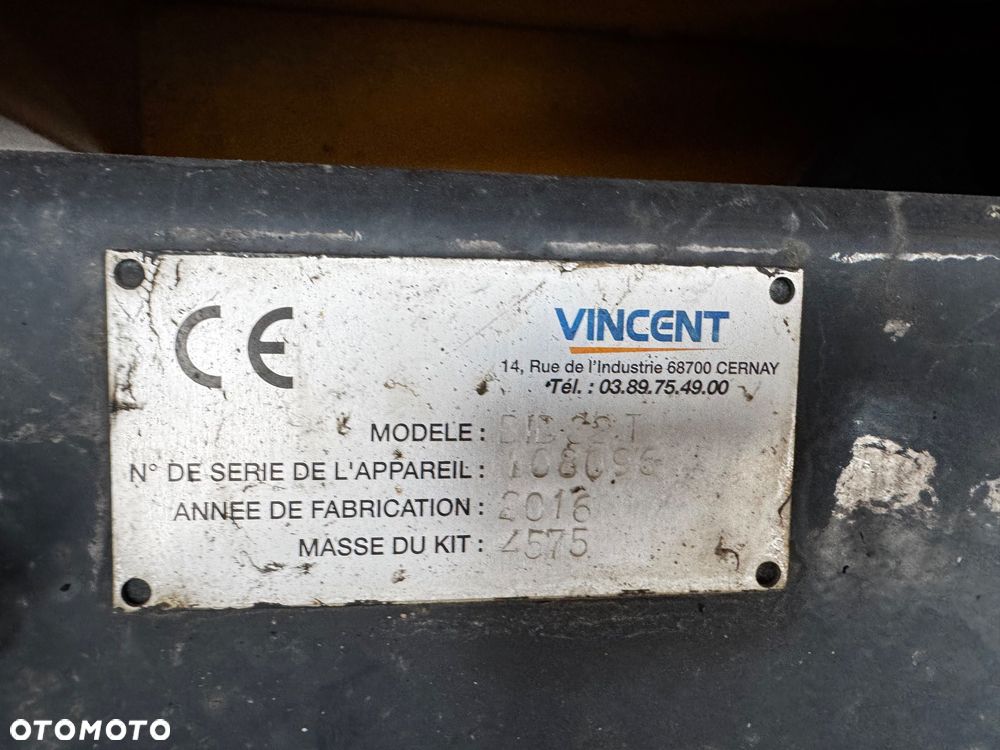 CE
VINCENT
14, Rue de l'Industrie 68700 CERNAY
Tél. : 03.89.75.49.00
MODELE :
N° DE SERIE DE L'APPAREIL : 108096
ANNEE DE FABRICATION : 2016
MASSE DU KIT : 4575
OTOMOTO